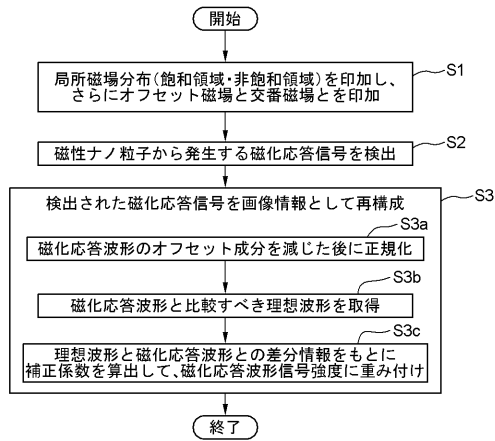 開始
局所磁場分布(飽和領域・非飽和領域)を印加し、
さらにオフセット磁場と交番磁場とを印加
S1
磁性ナノ粒子から発生する磁化応答信号を検出
S2
検出された磁化応答信号を画像情報として再構成
S3
S3a
磁化応答波形のオフセット成分を減じた後に正規化
S3b
磁化応答波形と比較すべき理想波形を取得
S3c
理想波形と磁化応答波形との差分情報をもとに
補正係数を算出して、磁化応答波形信号強度に重み付け
終了